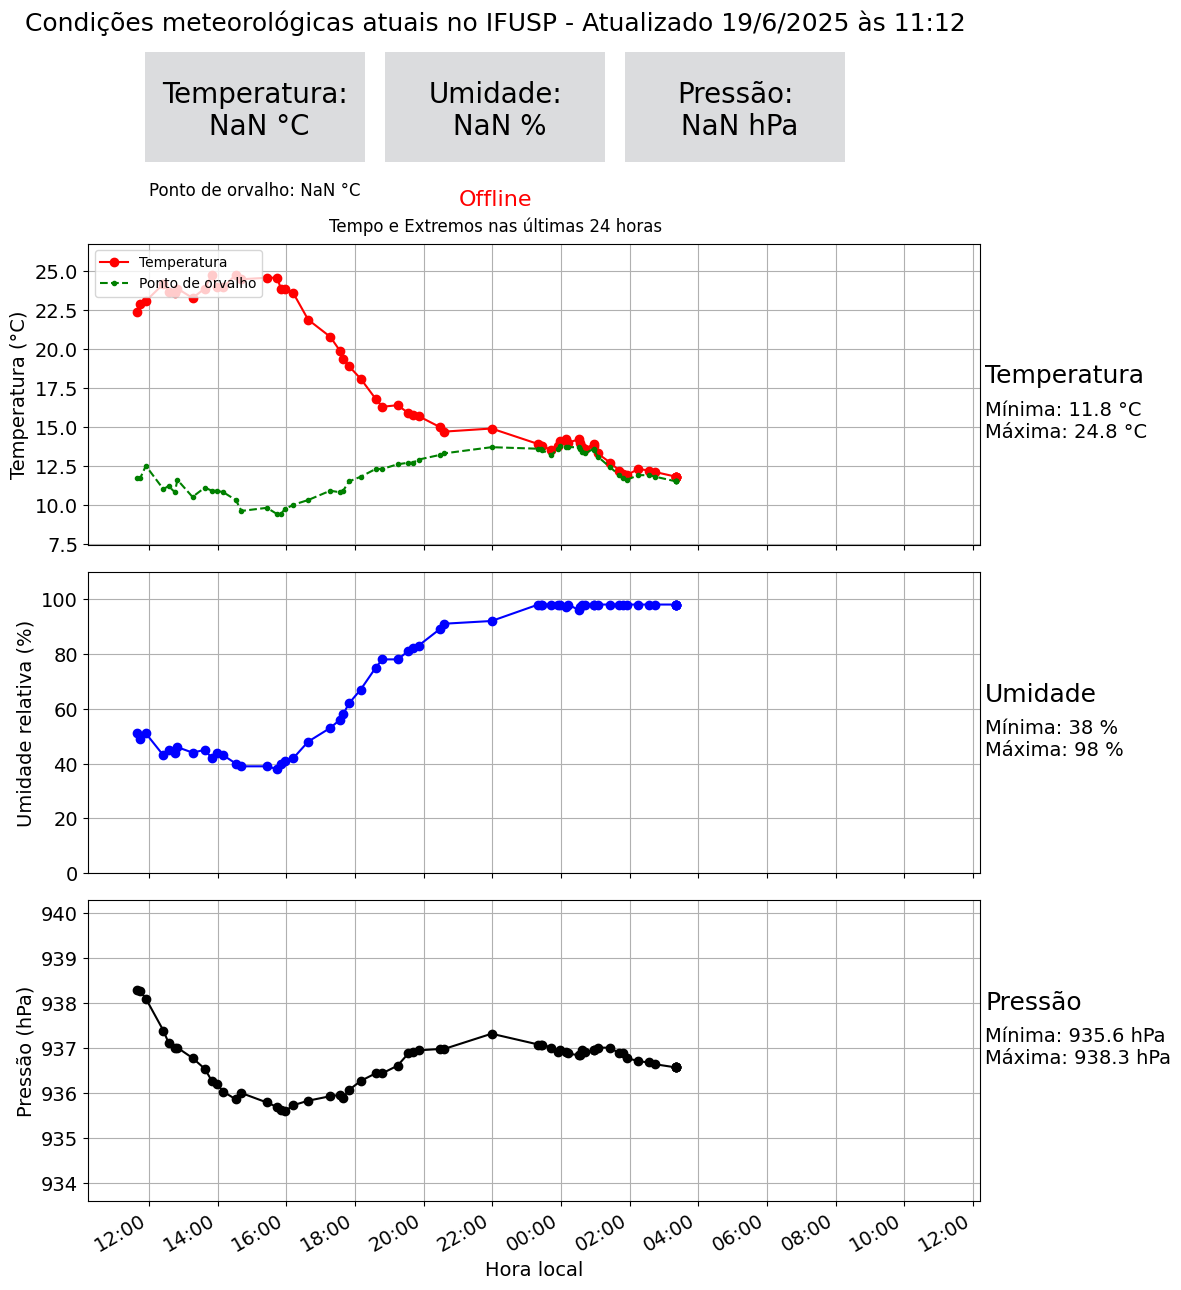 Condições meteorológicas atuais no IFUSP - Atualizado 19/6/2025 às 11:12
Temperatura:
NaN °C
Umidade:
NaN %
Pressão:
NaN hPa
Ponto de orvalho: NaN °C
Offline
Tempo e Extremos nas últimas 24 horas
Temperatura
Ponto de orvalho
Temperatura (°C)
25.0
22.5
20.0
17.5
15.0
12.5
10.0
7.5
Temperatura
Mínima: 11.8 °C
Máxima: 24.8 °C
Umidade relativa (%)
100
80
60
40
20
0
Umidade
Mínima: 38 %
Máxima: 98 %
Pressão (hPa)
940
939
938
937
936
935
934
Pressão
Mínima: 935.6 hPa
Máxima: 938.3 hPa
12:00
14:00
16:00
18:00
20:00
22:00
00:00
02:00
04:00
06:00
08:00
10:00
12:00
Hora local